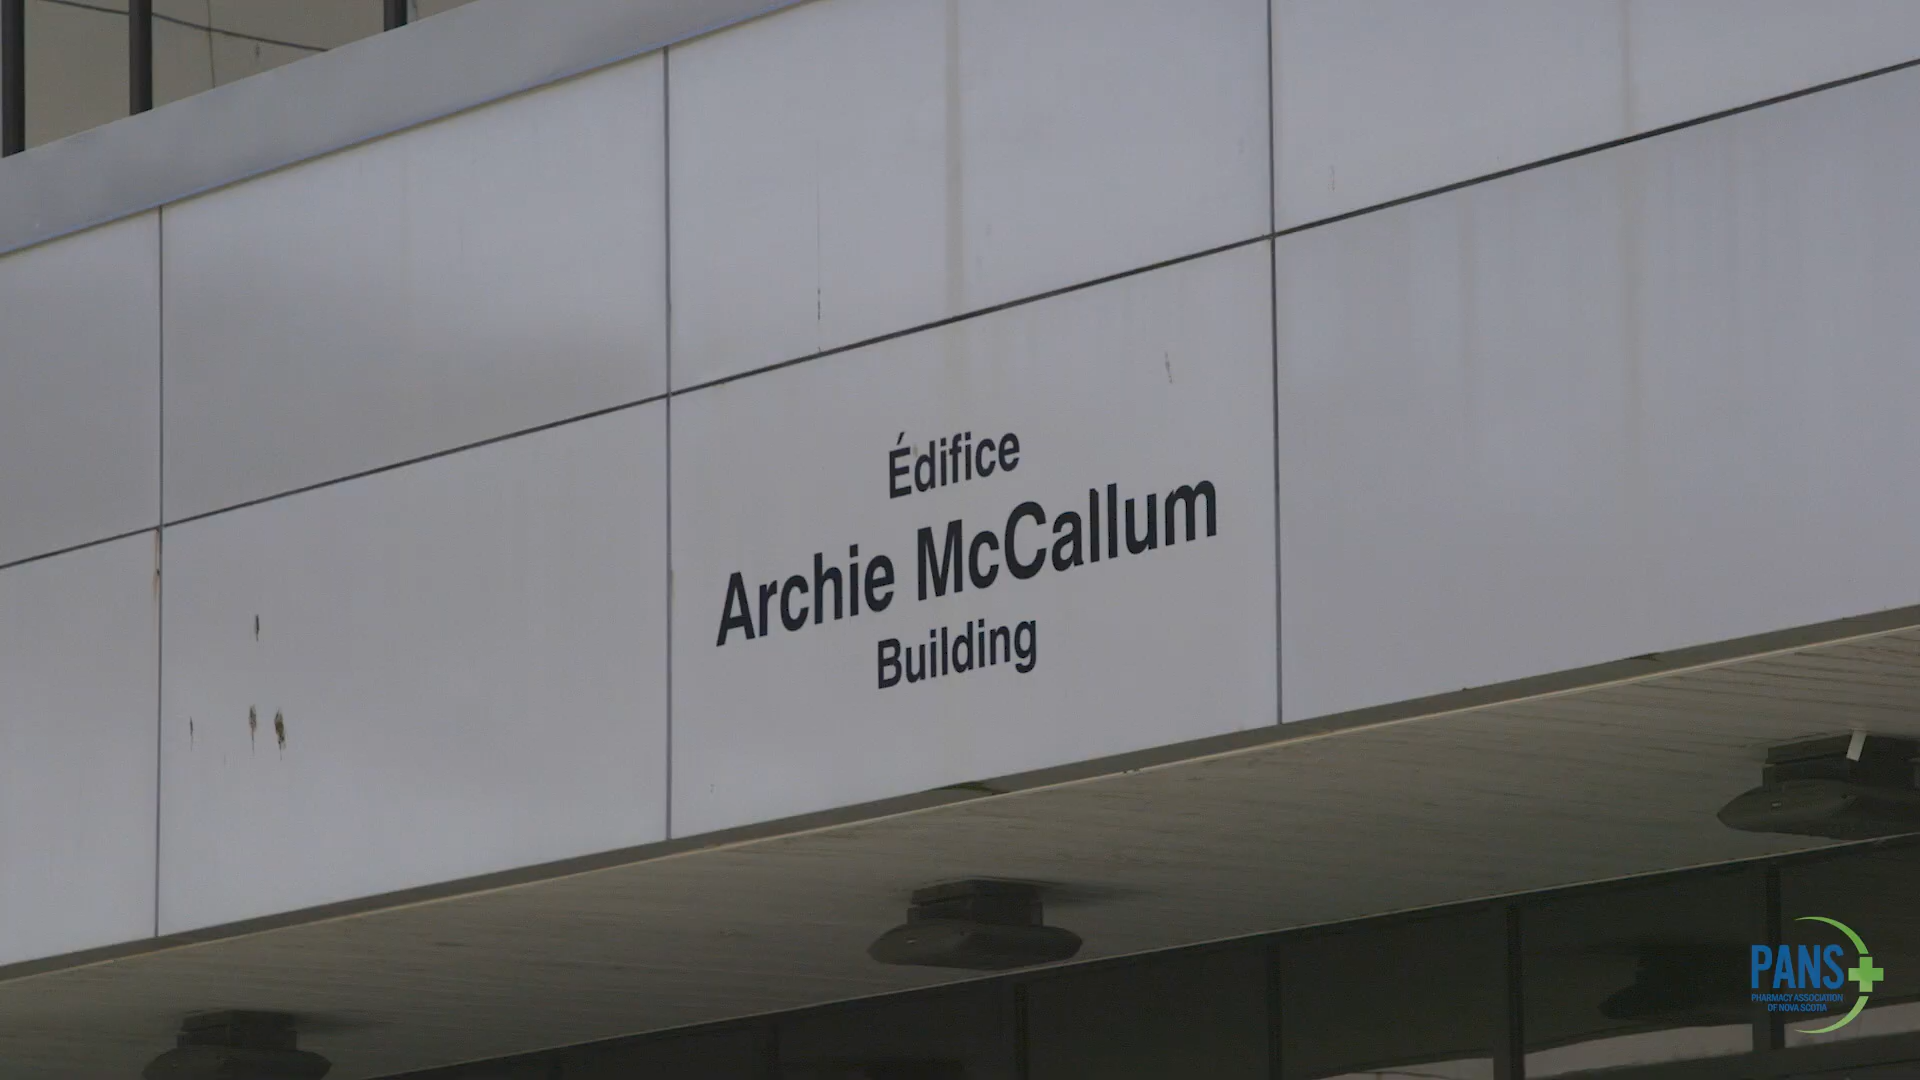 Édifice
Archie McCallum
Building
PANS
PHARMACY ASSOCIATION
OF NOVA SCOTIA